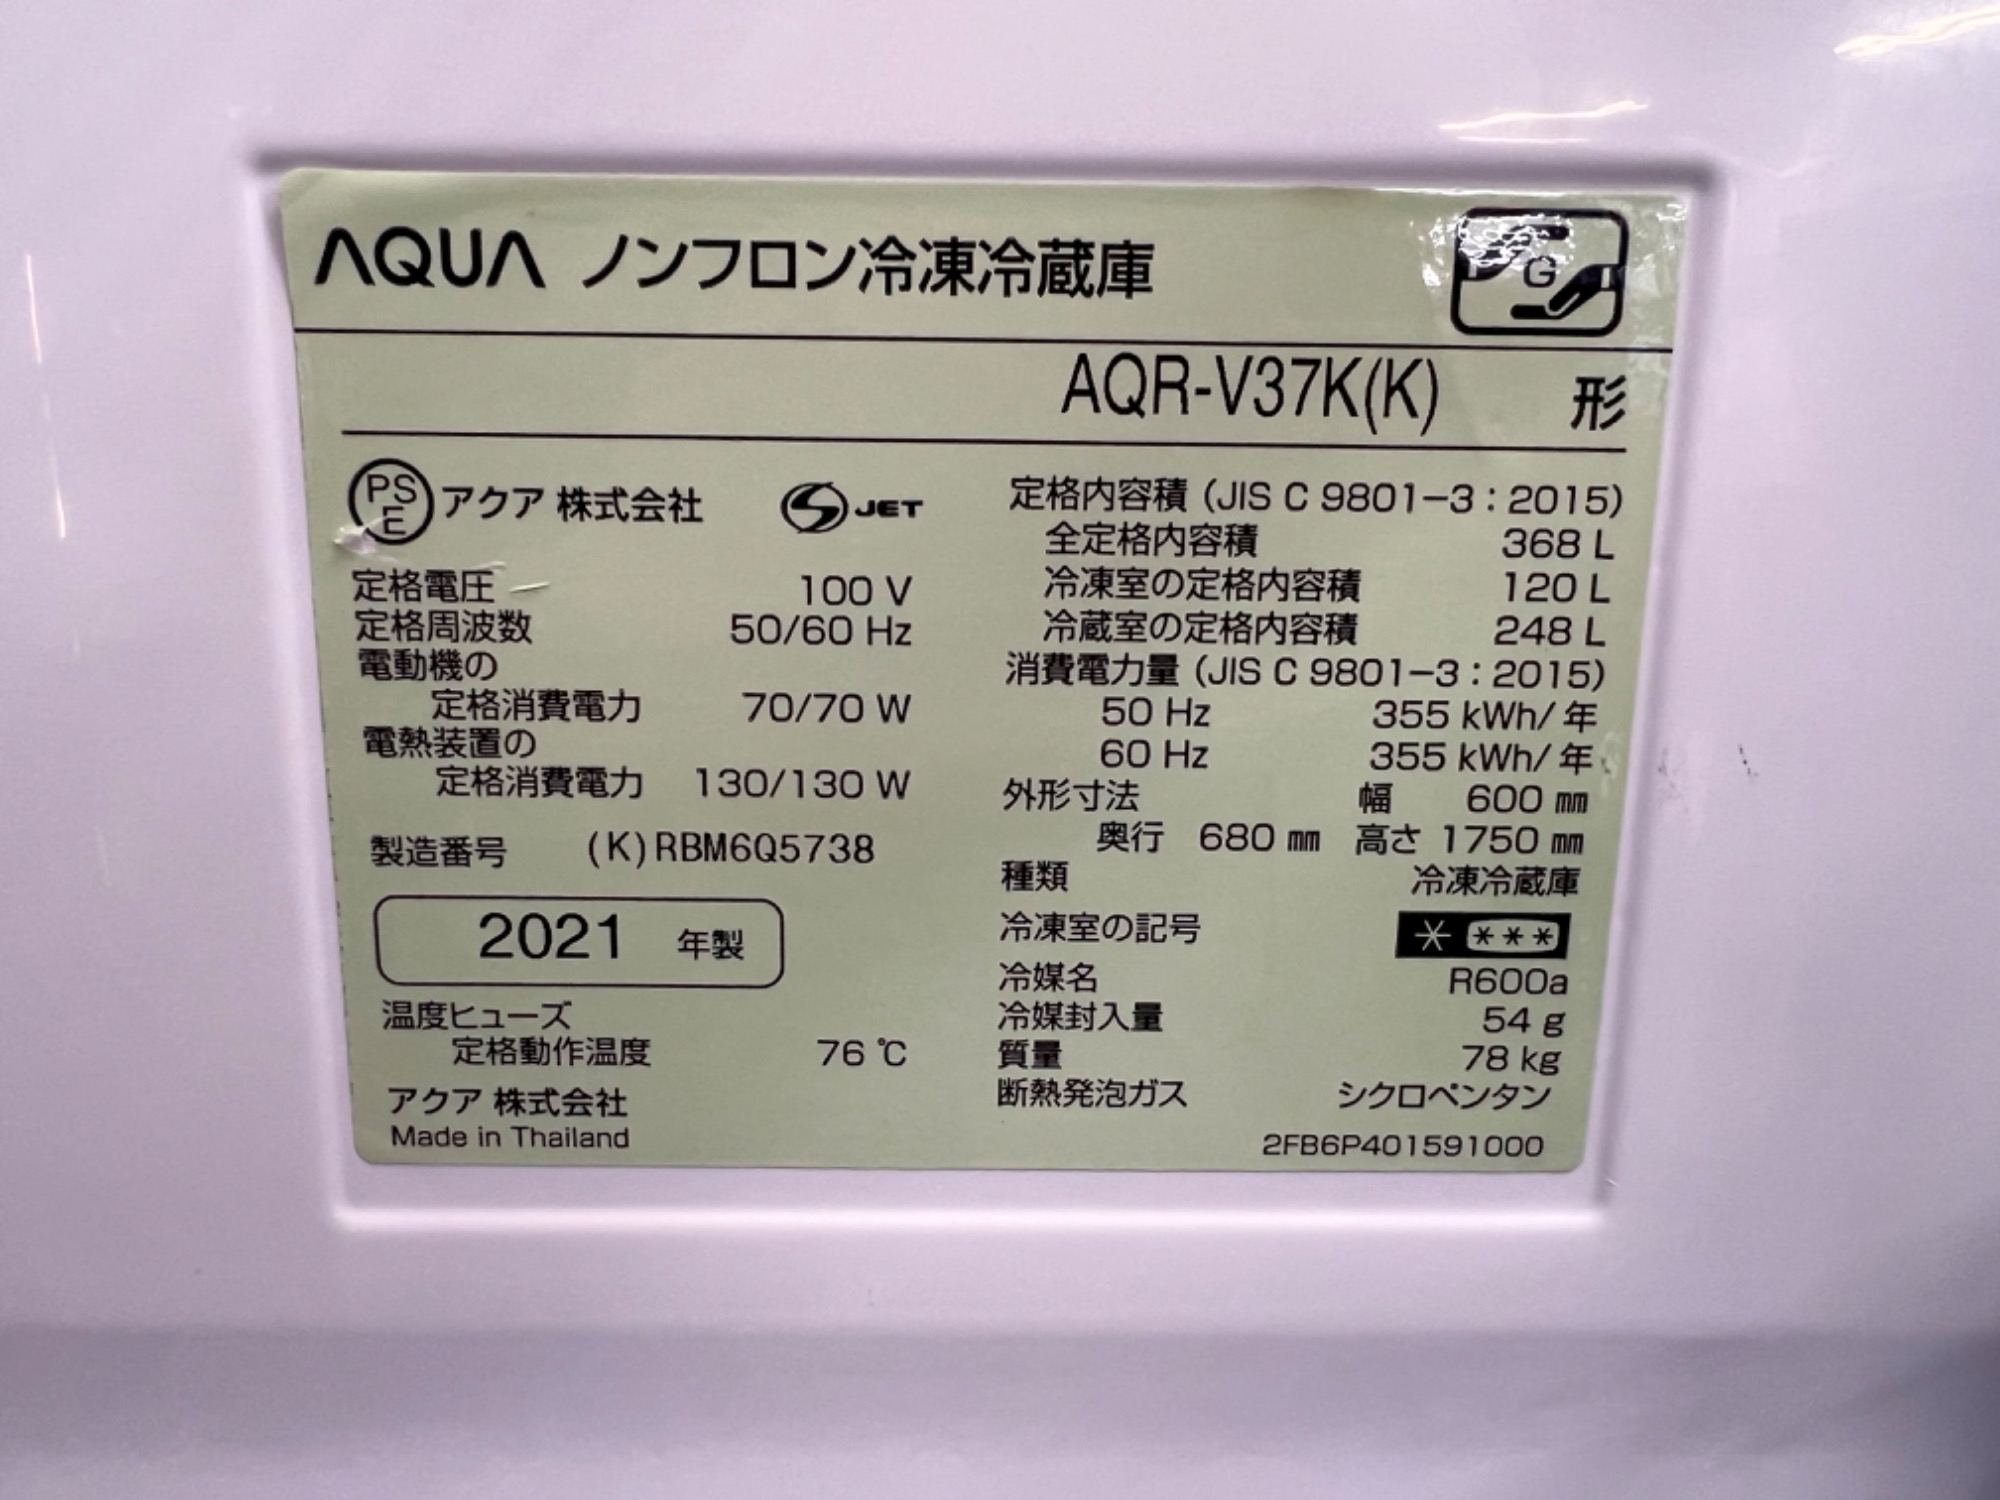 AQUA ノンフロン冷凍冷蔵庫
G
AQR-V37K(K) 形
PS
E
アクア 株式会社 S JET
定格電圧 100 V
定格周波数 50/60 Hz
電動機の
定格消費電力 70/70 W
電熱装置の
定格消費電力 130/130 W
製造番号 (K)RBM6Q5738
2021 年製
温度ヒューズ
定格動作温度 76 ℃
アクア 株式会社
Made in Thailand
定格内容積 (JIS C 9801-3:2015)
全定格内容積 368 L
冷凍室の定格内容積 120 L
冷蔵室の定格内容積 248 L
消費電力量 (JIS C 9801-3:2015)
50 Hz 355 kWh/年
60 Hz 355 kWh/年
外形寸法 幅 600 ㎜
奥行 680 ㎜ 高さ 1750 ㎜
種類 冷凍冷蔵庫
冷凍室の記号 * ***
冷媒名 R600a
冷媒封入量 54 g
質量 78 kg
断熱発泡ガス シクロペンタン
2FB6P401591000